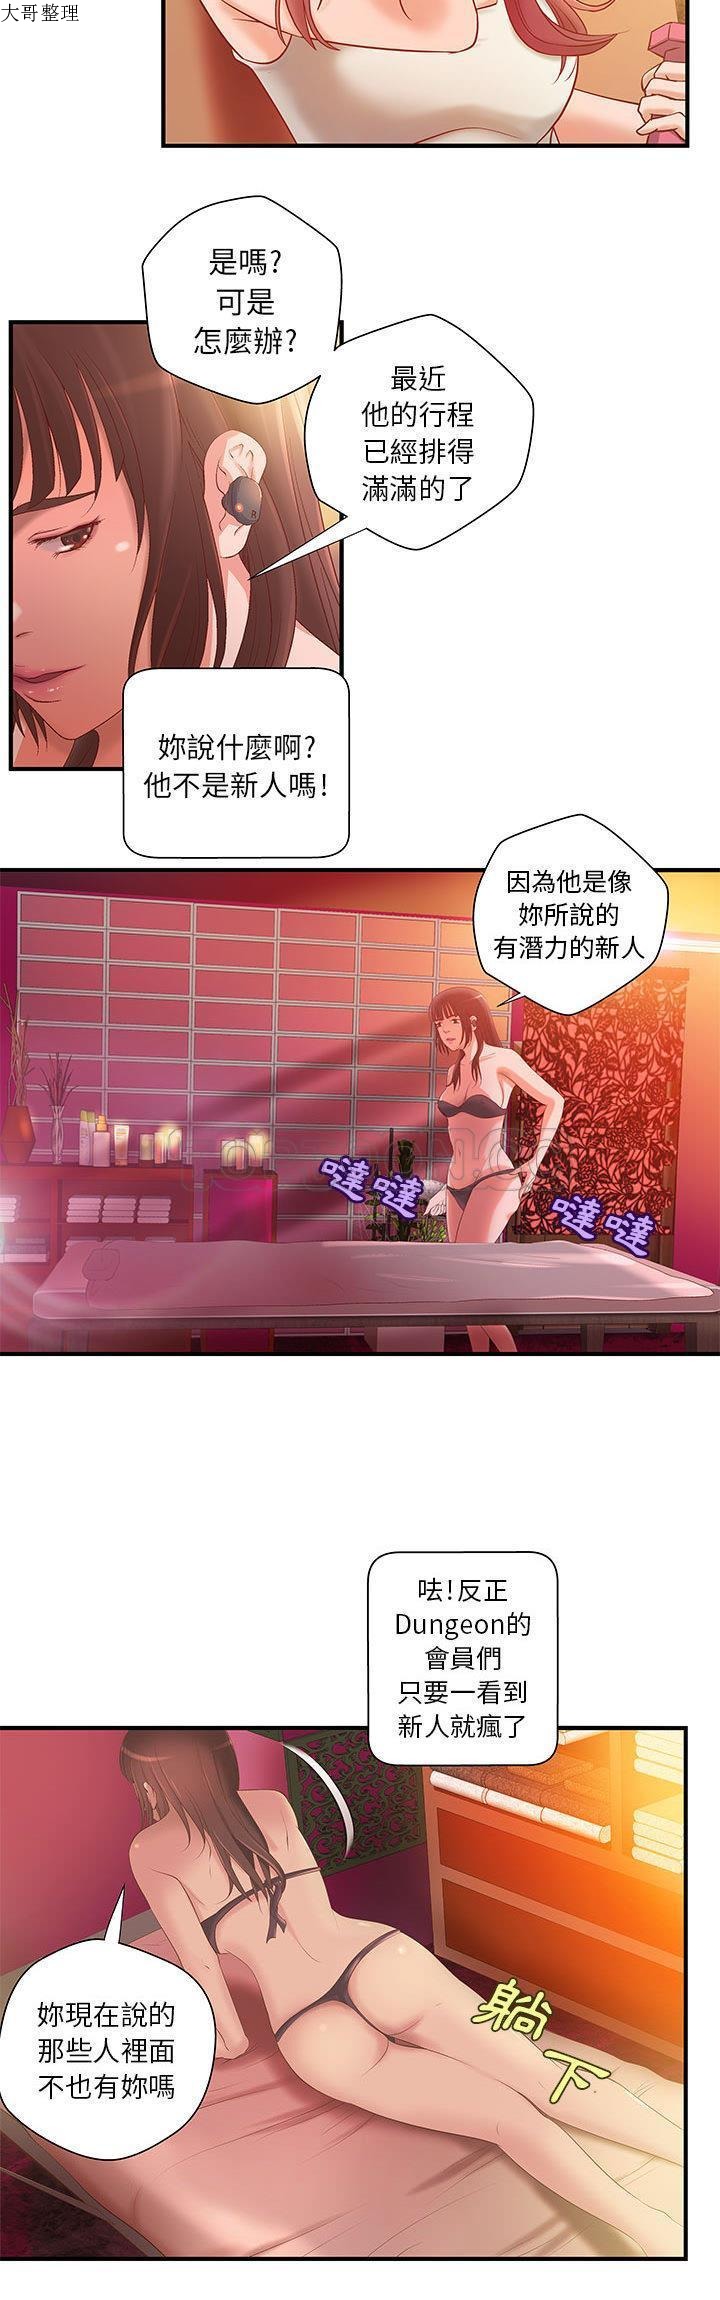 大哥整理
是嗎?
可是
怎麼辦?
最近
他的行程
已經排得
滿滿的了
R
妳說什麼啊?
他不是新人嗎!
因為他是像
妳所說的
有潛力的新人
噠噠
噠噠
呿!反正
Dungeon的
會員們
只要一看到
新人就瘋了
妳現在說的
那些人裡面
不也有妳嗎
躺下